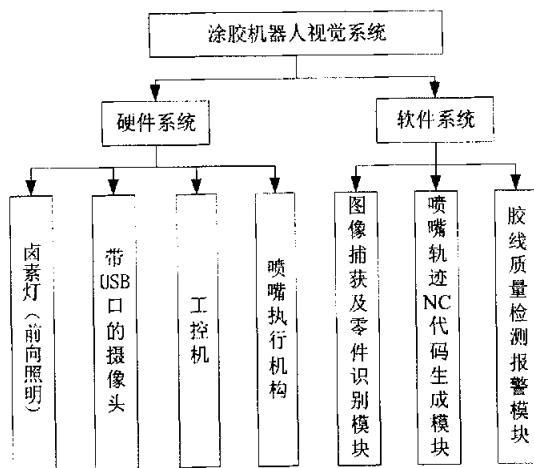 涂胶机器人视觉系统
硬件系统
软件系统
卤素灯（前向照明）
带USB口的摄像头
工控机
喷嘴执行机构
图像捕获及零件识别模块
喷嘴轨迹NC代码生成模块
胶线质量检测报警模块